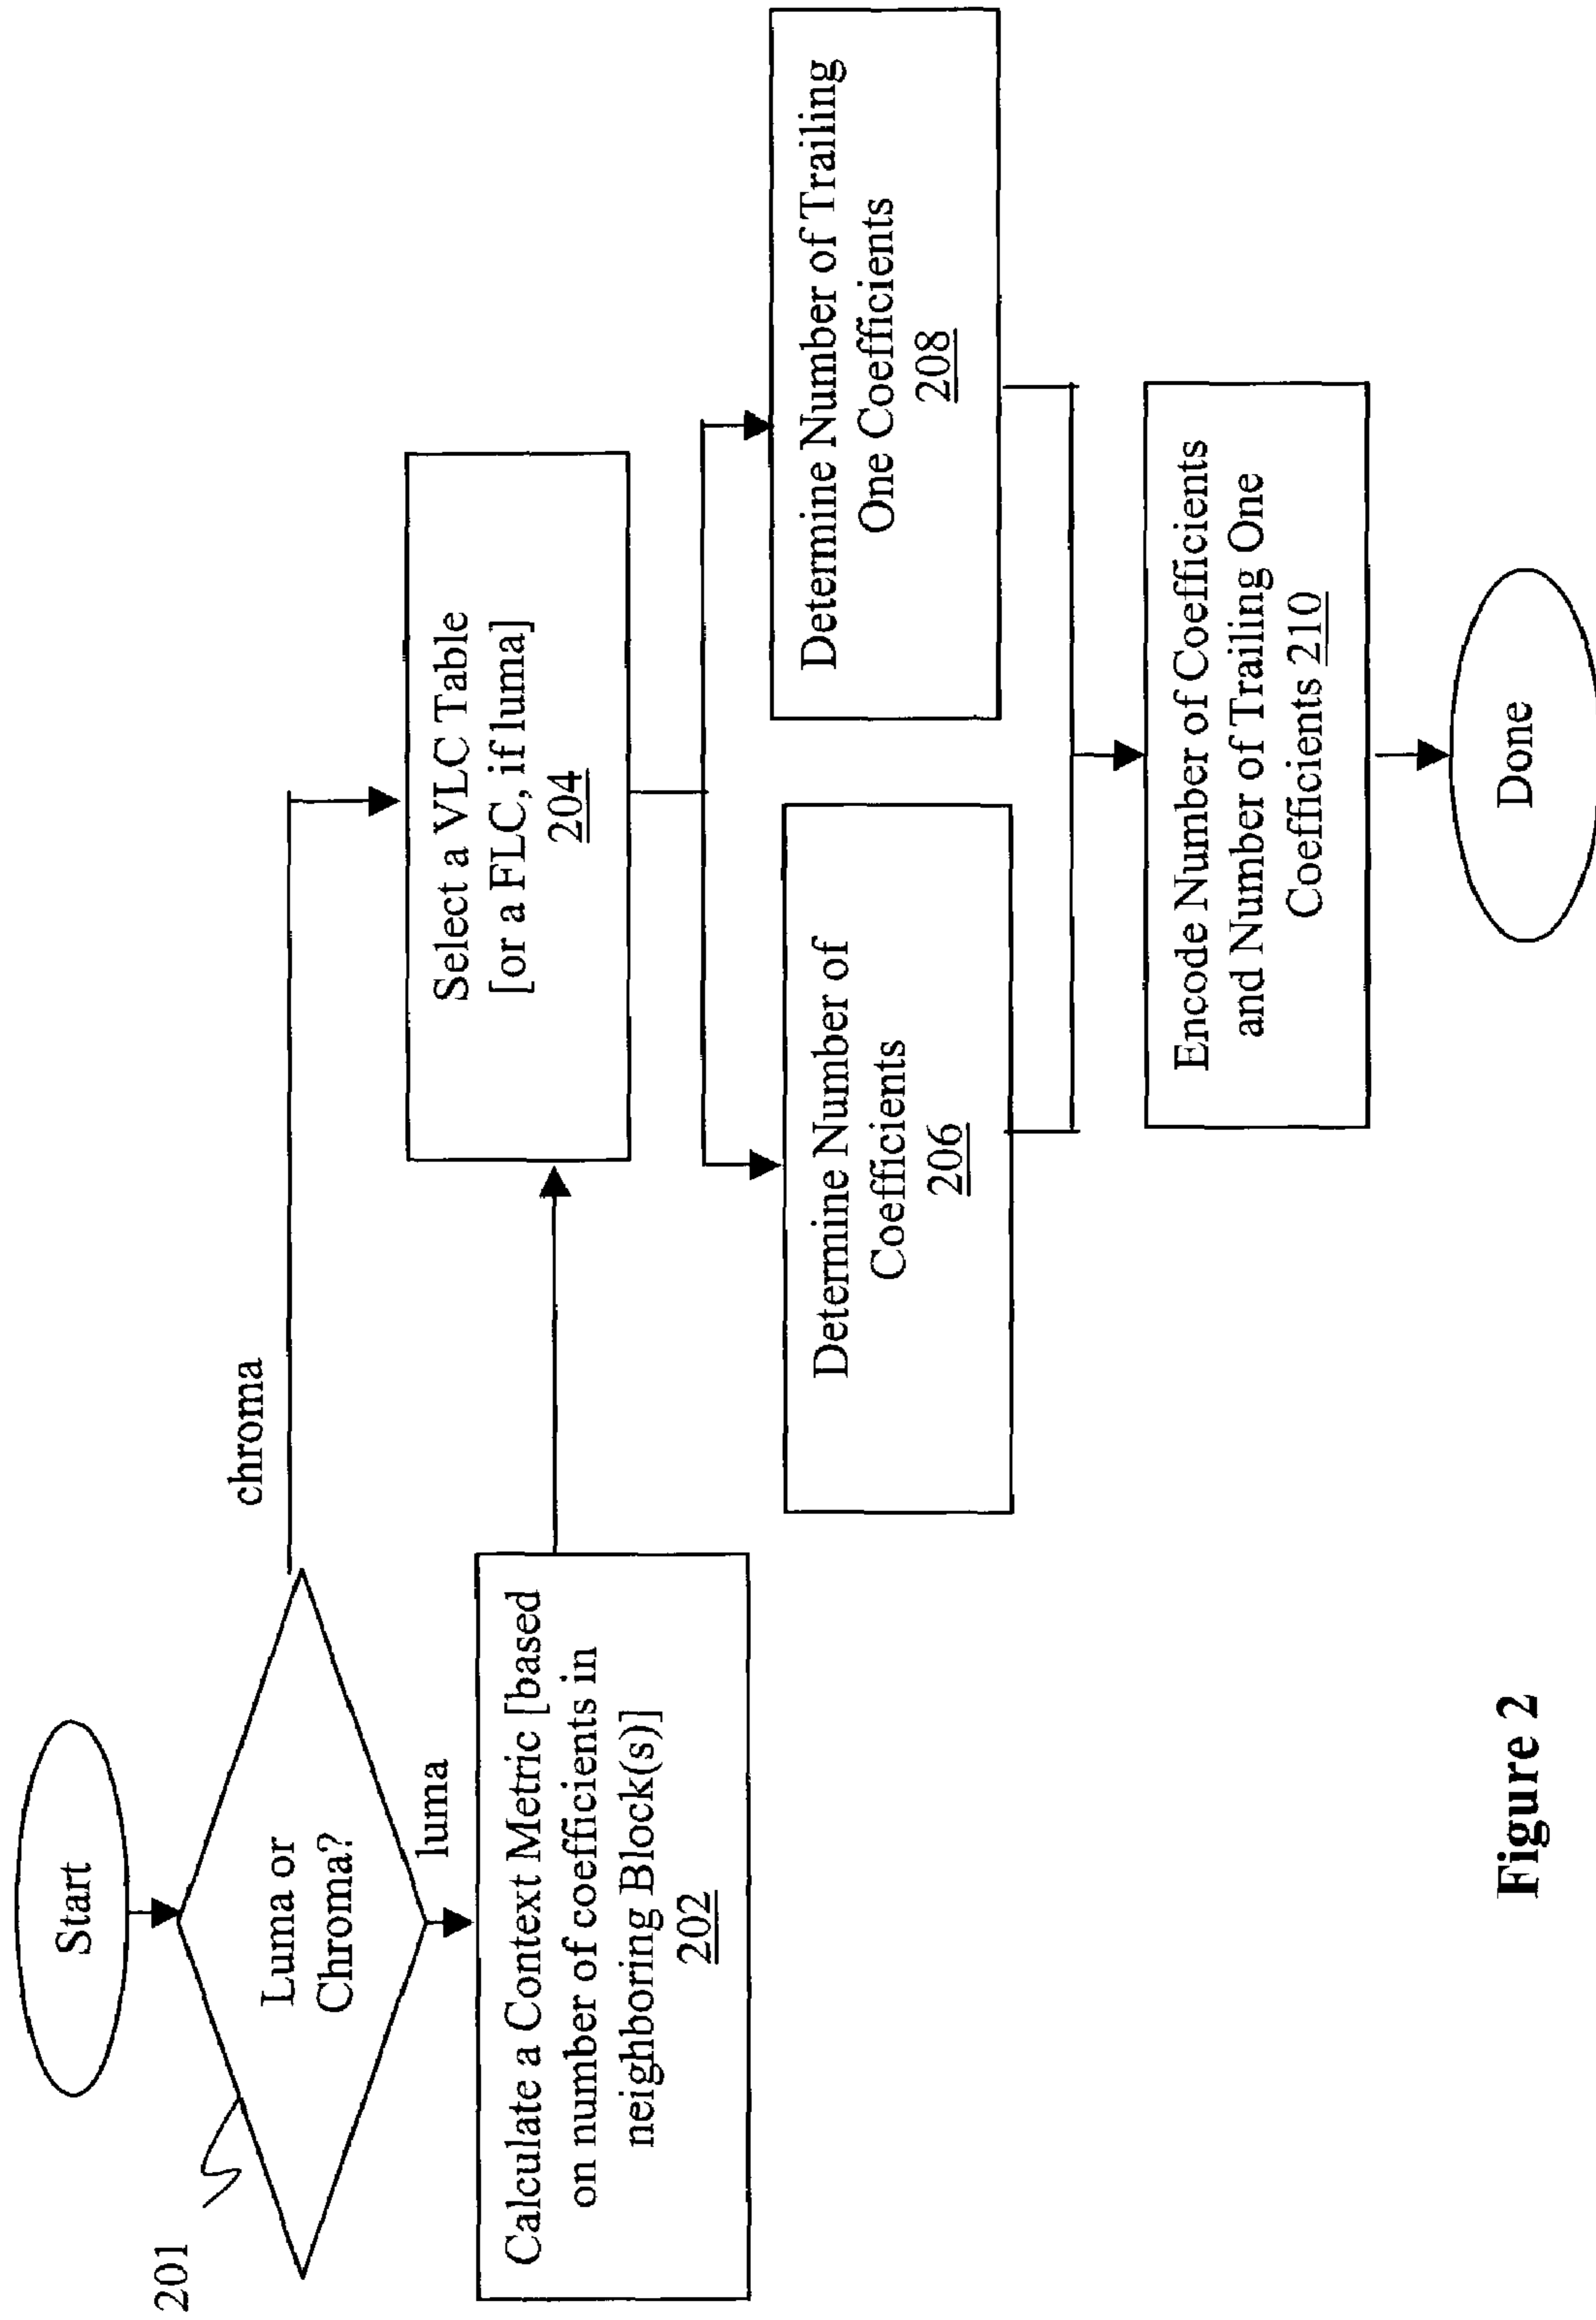 Start
201
Luma or
Chroma?
chroma
luma
Calculate a Context Metric [based
on number of coefficients in
neighboring Block(s)]
202
Select a VLC Table
[or a FLC, if luma]
204
Determine Number of
Coefficients
206
Determine Number of Trailing
One Coefficients
208
Encode Number of Coefficients
and Number of Trailing One
Coefficients 210
Done
Figure 2